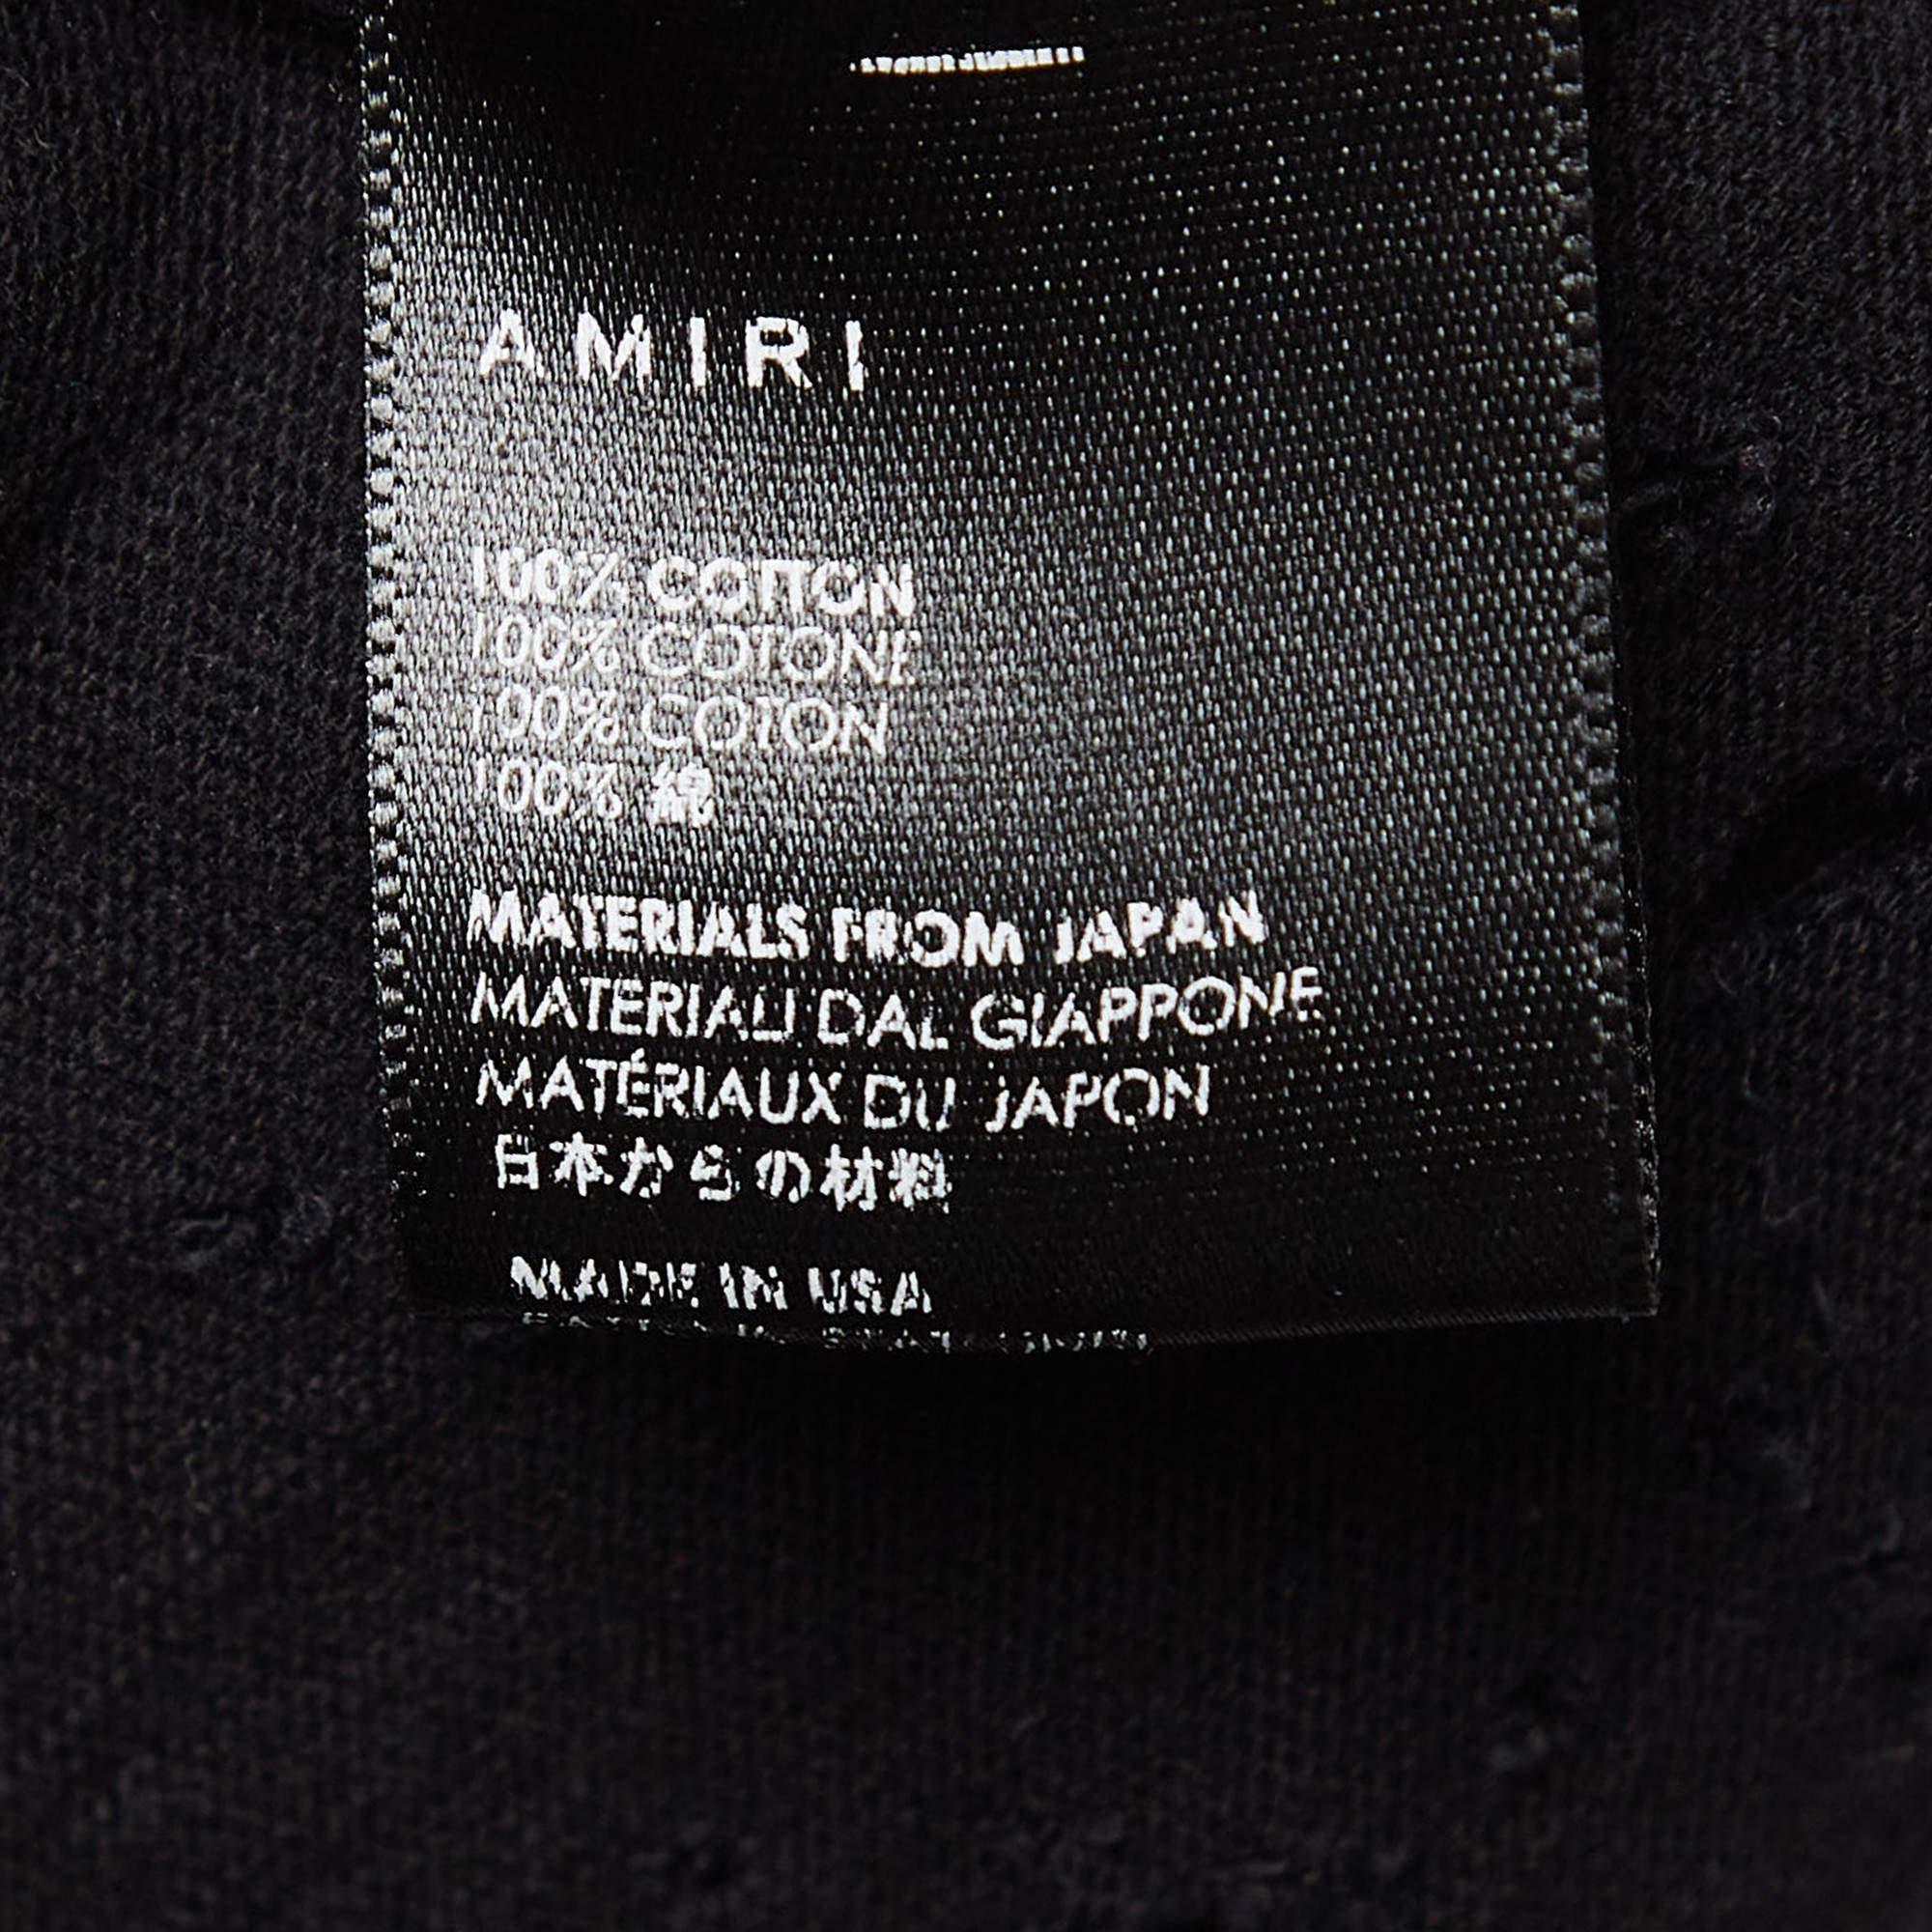 AMIRI
100% COTTON
100% COTONE
100% COTON
100% 綿
MATERIALS FROM JAPAN
MATERIALI DAL GIAPPONE
MATÉRIAUX DU JAPON
日本からの材料
MADE IN USA